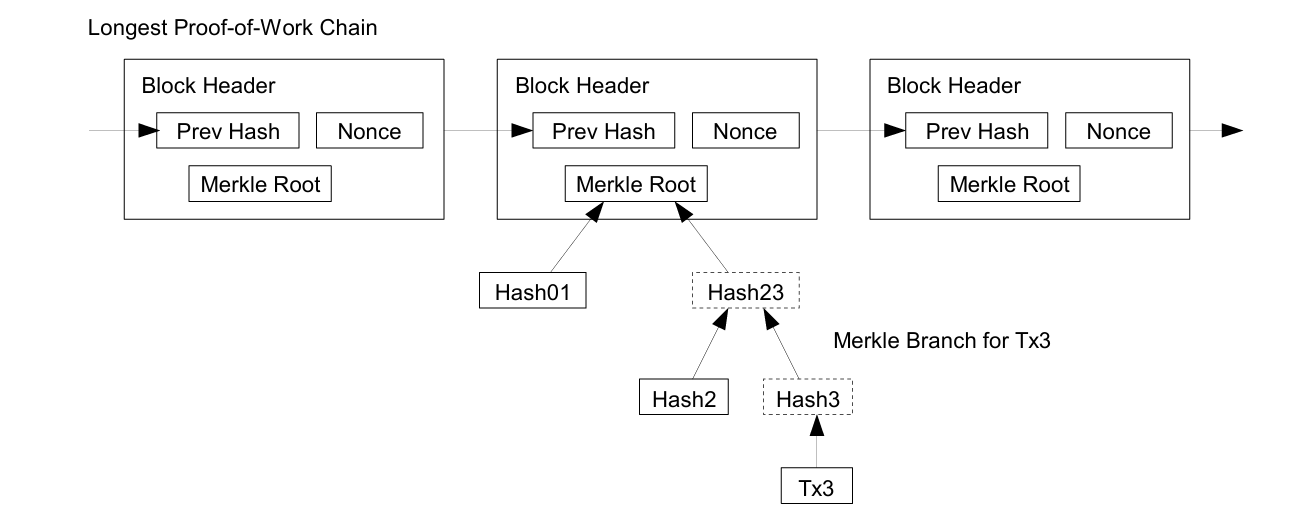 Longest Proof-of-Work Chain
Block Header
Prev Hash
Nonce
Merkle Root
Block Header
Prev Hash
Nonce
Merkle Root
Block Header
Prev Hash
Nonce
Merkle Root
Hash01
Hash23
Merkle Branch for Tx3
Hash2
Hash3
Tx3